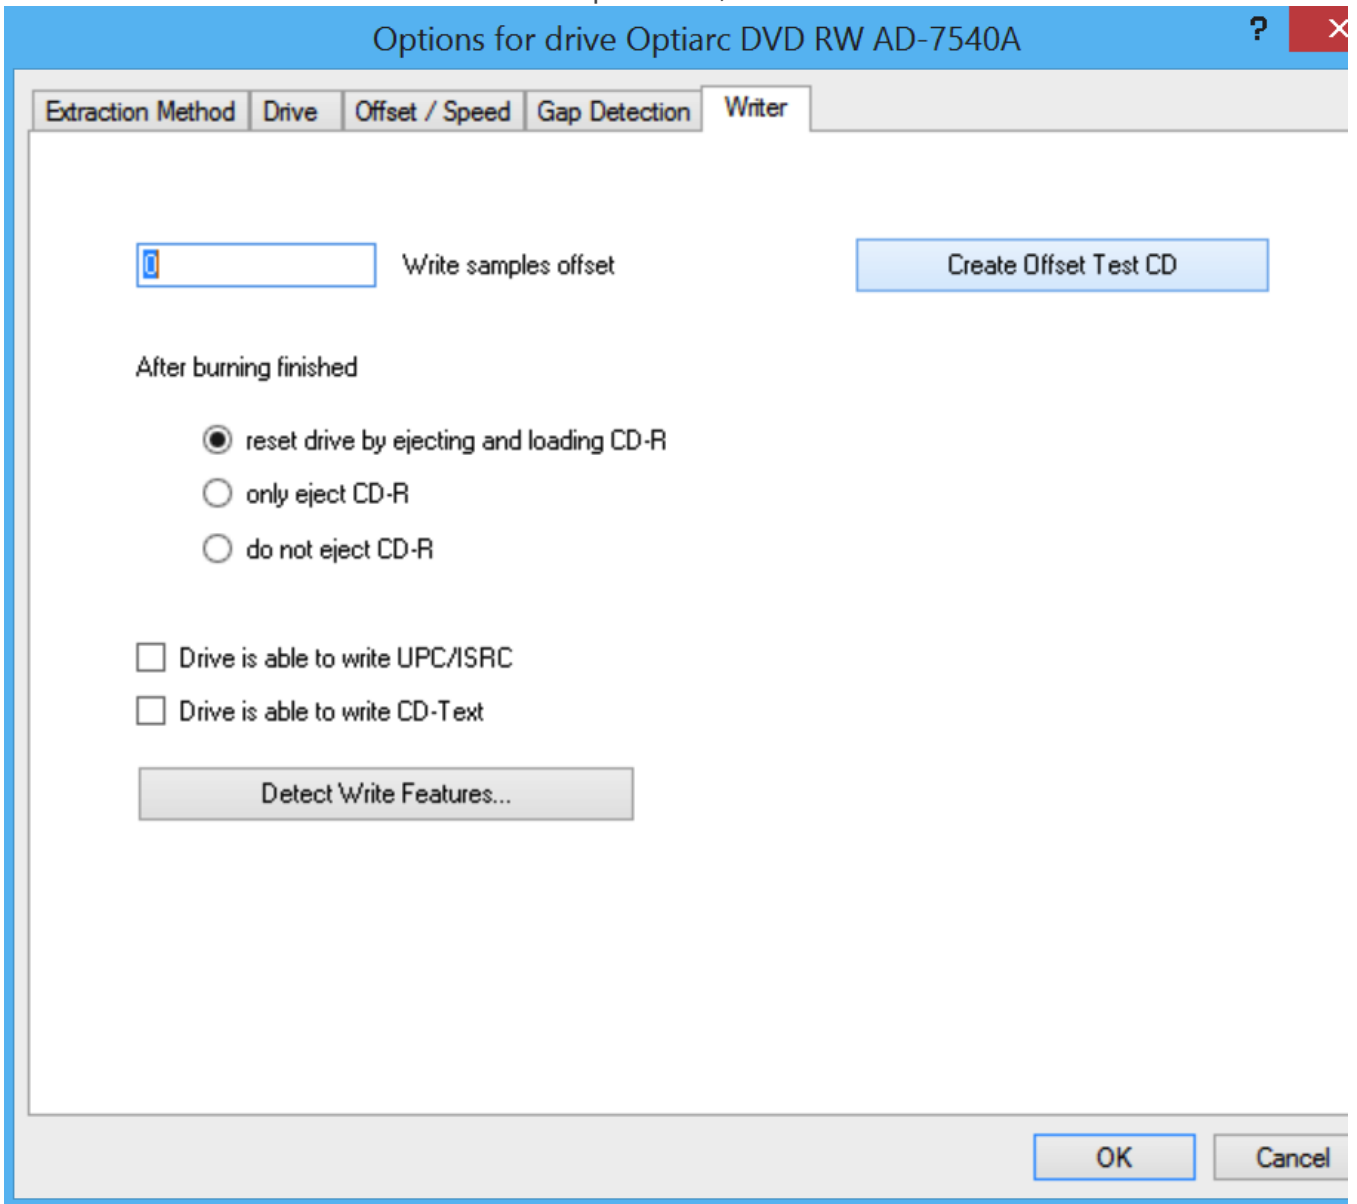 Options for drive Optiarc DVD RW AD-7540A ?
Extraction Method Drive Offset / Speed Gap Detection Writer
0 Write samples offset Create Offset Test CD
After burning finished
reset drive by ejecting and loading CD-R
only eject CD-R
do not eject CD-R
Drive is able to write UPC/ISRC
Drive is able to write CD-Text
Detect Write Features...
OK Cancel